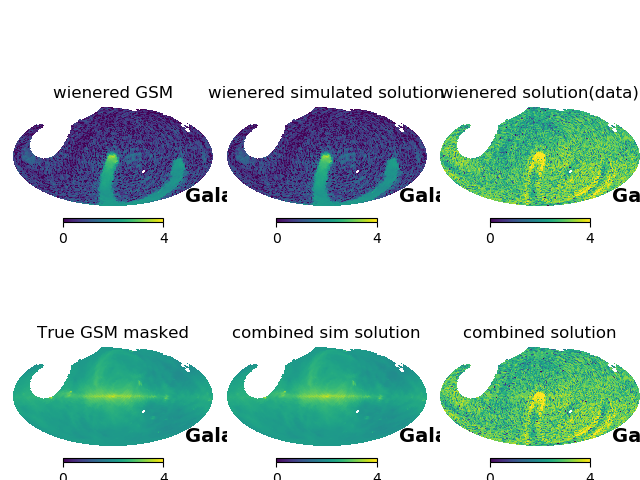 wienered GSM
wienered simulated solution
wienered solution(data)
Gala
Gala
Ga
0 4
0 4
0 4
True GSM masked
combined sim solution
combined solution
Gala
Gala
Ga
0 4
0 4
0 4